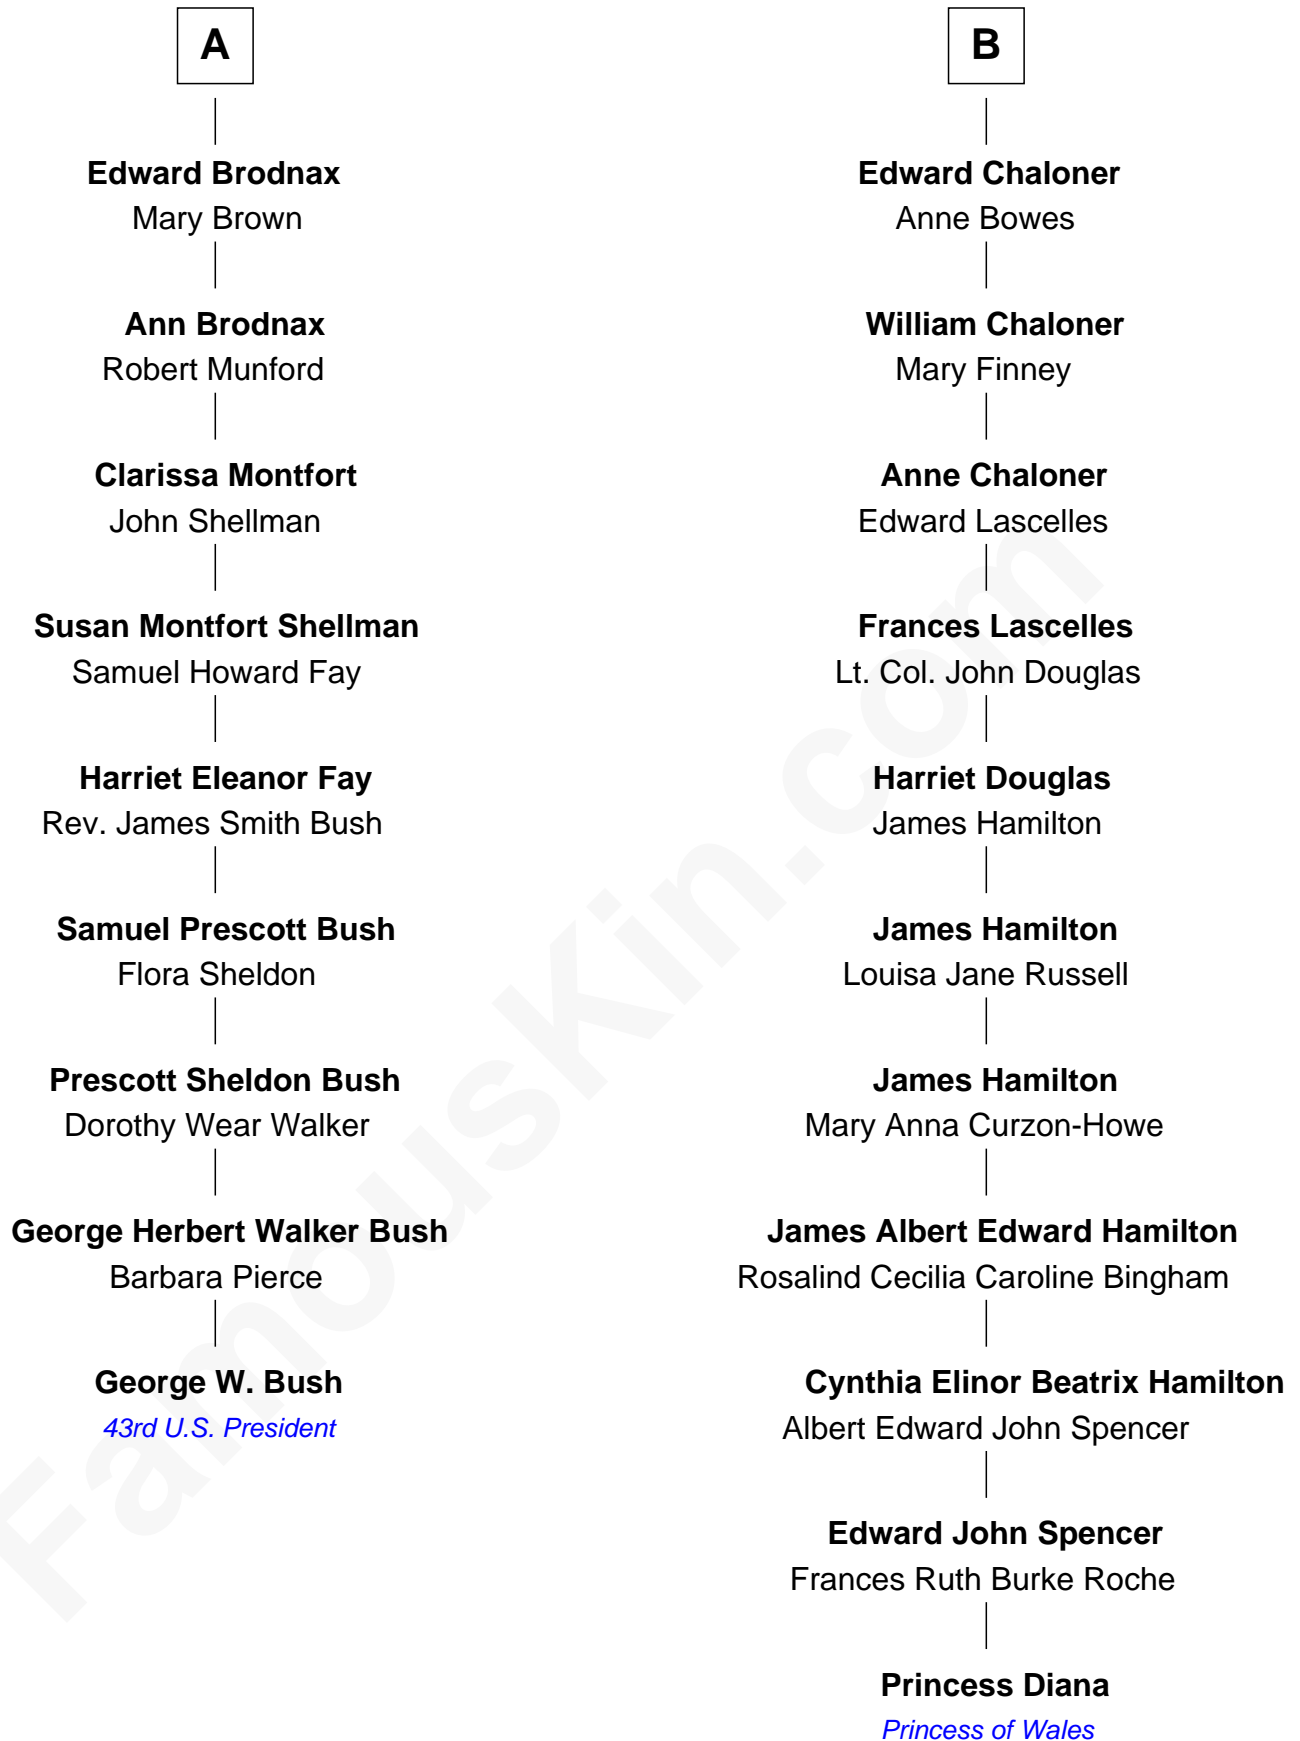 A
Edward Brodnax
Mary Brown
Ann Brodnax
Robert Munford
Clarissa Montfort
John Shellman
Susan Montfort Shellman
Samuel Howard Fay
Harriet Eleanor Fay
Rev. James Smith Bush
Samuel Prescott Bush
Flora Sheldon
Prescott Sheldon Bush
Dorothy Wear Walker
George Herbert Walker Bush
Barbara Pierce
George W. Bush
43rd U.S. President
B
Edward Chaloner
Anne Bowes
William Chaloner
Mary Finney
Anne Chaloner
Edward Lascelles
Frances Lascelles
Lt. Col. John Douglas
Harriet Douglas
James Hamilton
James Hamilton
Louisa Jane Russell
James Hamilton
Mary Anna Curzon-Howe
James Albert Edward Hamilton
Rosalind Cecilia Caroline Bingham
Cynthia Elinor Beatrix Hamilton
Albert Edward John Spencer
Edward John Spencer
Frances Ruth Burke Roche
Princess Diana
Princess of Wales
FamousKin.com